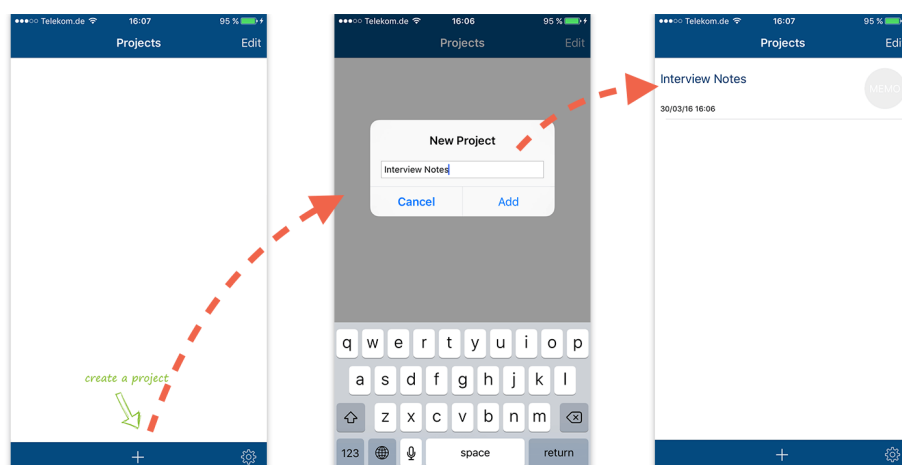 Telekom.de 16:07 95 %
Projects Edit
create a project
+
Telekom.de 16:06 95 %
Projects Edit
New Project
Interview Notes
Cancel Add
q w e r t y u i o p
a s d f g h j k l
z x c v b n m
123 space return
Telekom.de 16:07 95 %
Projects Edi
Interview Notes MEMO
30/03/16 16:06
+